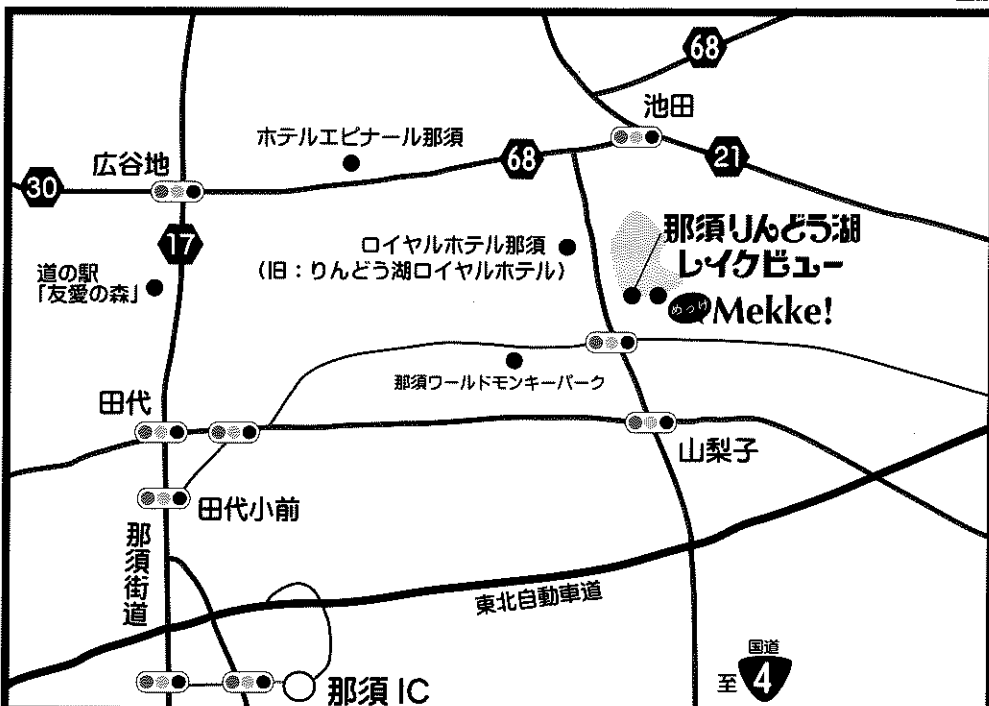 68
池田
ホテルエピナール那須
広谷地
68
21
30
17
那須りんどう湖
レイクビュー
ロイヤルホテル那須
(旧:りんどう湖ロイヤルホテル)
道の駅
「友愛の森」
めっけ Mekke!
那須ワールドモンキーパーク
田代
山梨子
田代小前
那須街道
東北自動車道
国道
至 4
那須IC